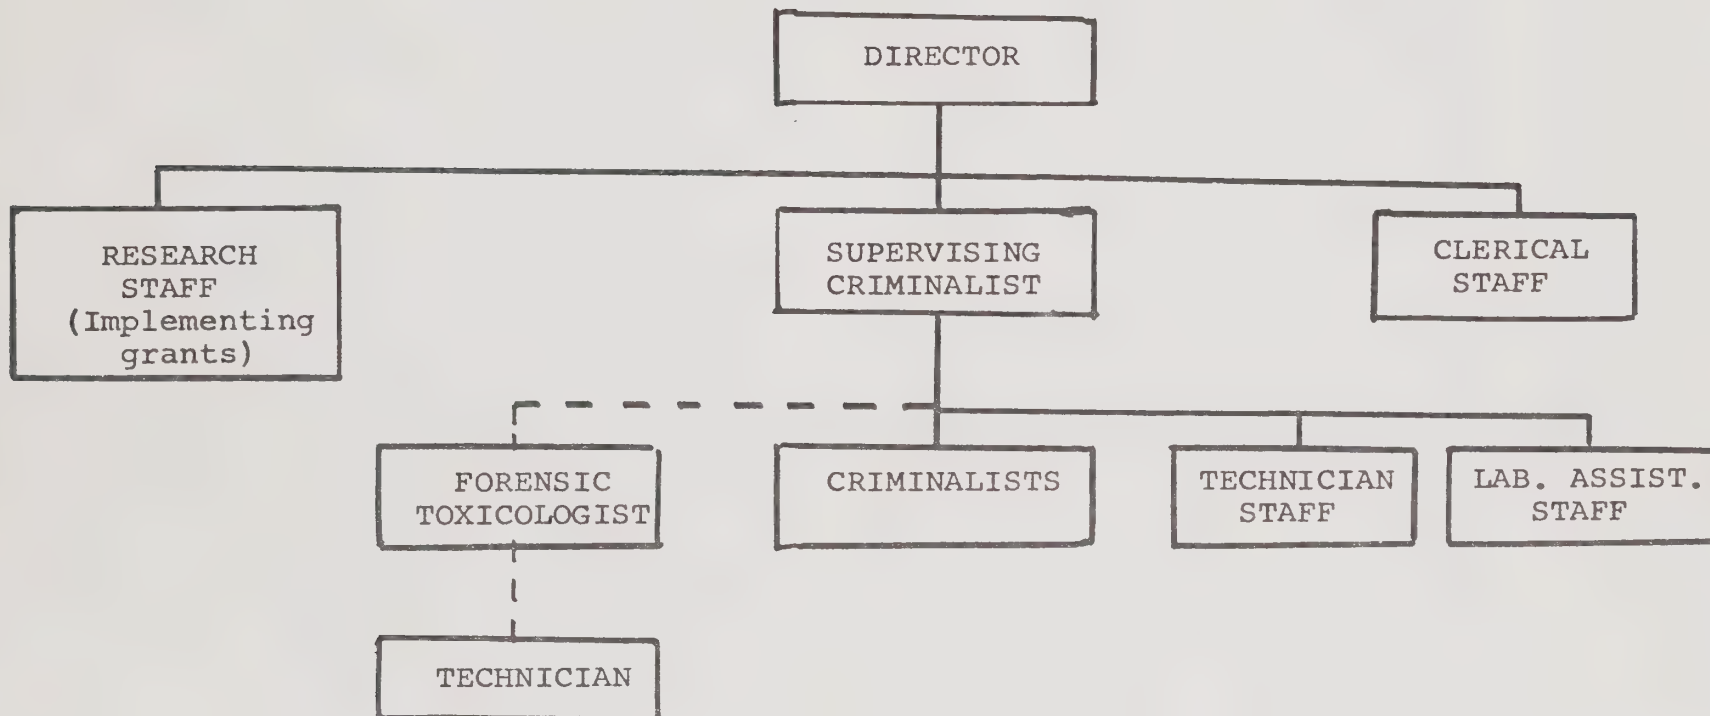 DIRECTOR
RESEARCH
STAFF
(Implementing
grants)
SUPERVISING
CRIMINALIST
CLERICAL
STAFF
FORENSIC
TOXICOLOGIST
CRIMINALISTS
TECHNICIAN
STAFF
LAB. ASSIST.
STAFF
TECHNICIAN